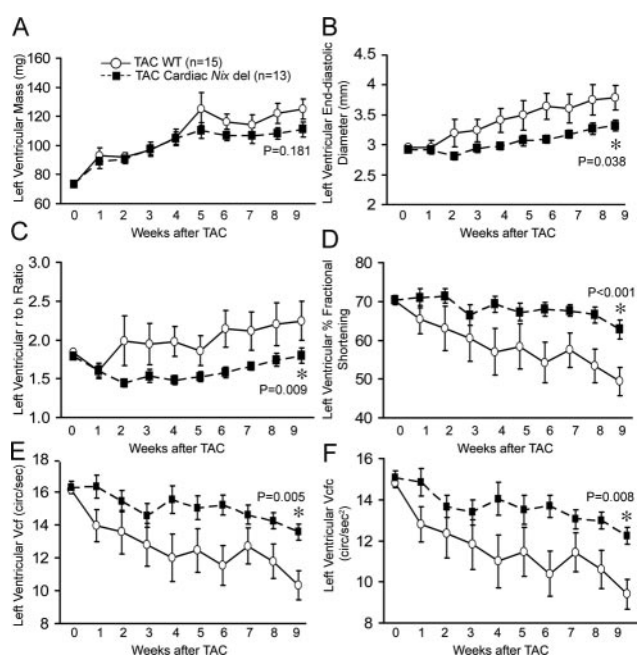 A
Left Ventricular Mass (mg)
160
140
120
100
80
60
TAC WT (n=15)
TAC Cardiac Nix del (n=13)
P=0.181
0 1 2 3 4 5 6 7 8 9
Weeks after TAC
B
Left Ventricular End-diastolic
Diameter (mm)
4.5
4
3.5
3
2.5
2
*
P=0.038
0 1 2 3 4 5 6 7 8 9
Weeks after TAC
C
Left Ventricular r to h Ratio
3.0
2.5
2.0
1.5
1.0
*
P=0.009
0 1 2 3 4 5 6 7 8 9
Weeks after TAC
D
Left Ventricular % Fractional
Shortening
80
70
60
50
40
P<0.001
*
0 1 2 3 4 5 6 7 8 9
Weeks after TAC
E
Left Ventricular Vcf (circ/sec)
18
16
14
12
10
8
P=0.005
*
0 1 2 3 4 5 6 7 8 9
Weeks after TAC
F
Left Ventricular Vcfc
(circ/sec²)
16
14
12
10
8
P=0.008
*
0 1 2 3 4 5 6 7 8 9
Weeks after TAC